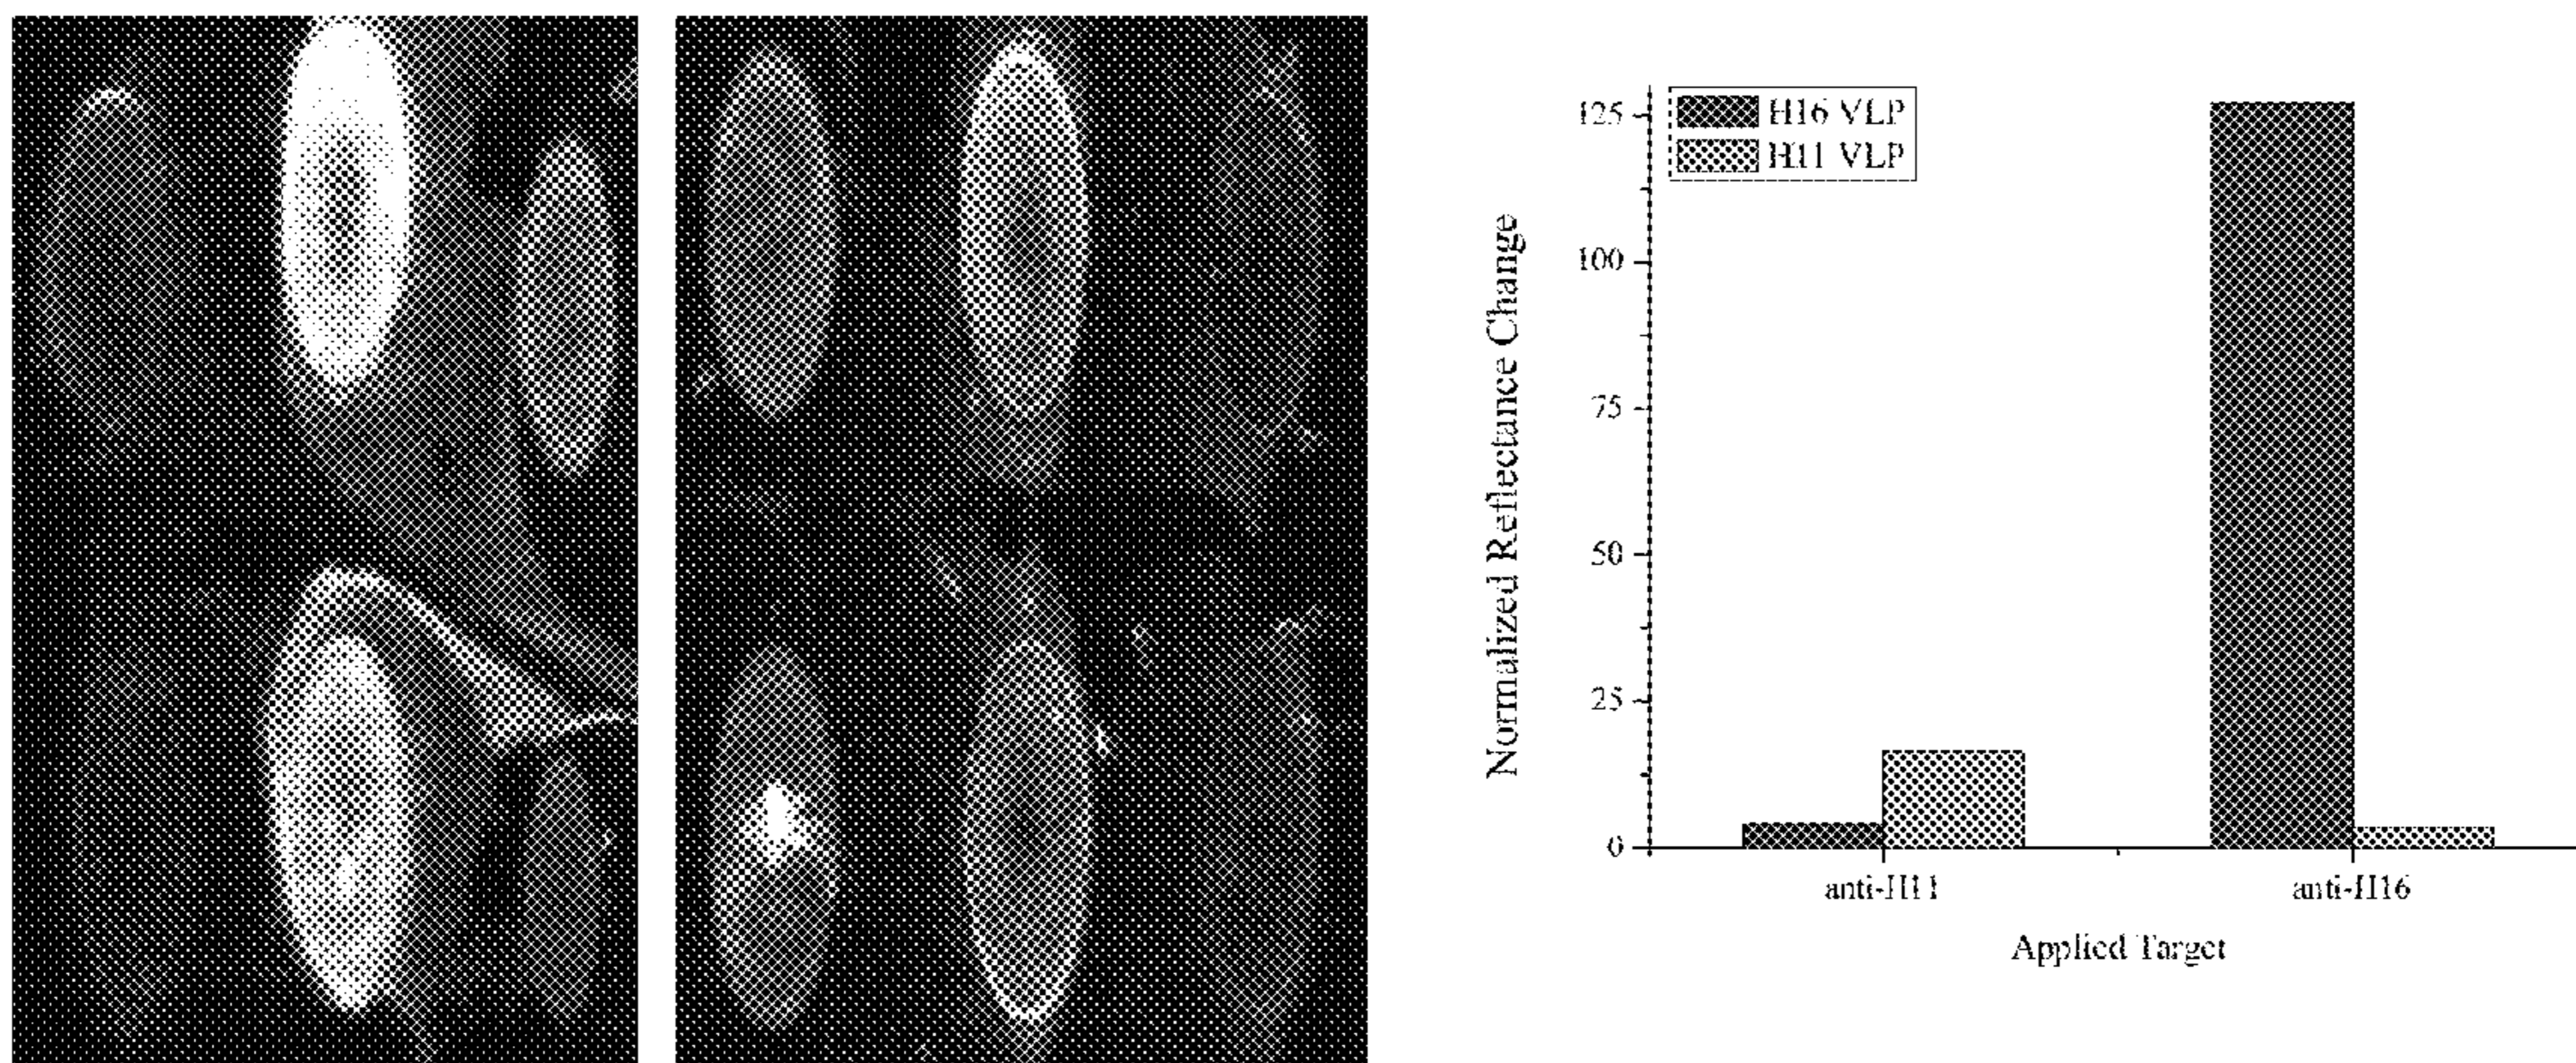 H16 VLP
H11 VLP
125
100
75
50
25
0
Normalized Reflectance Change
anti-H11
anti-H16
Applied Target